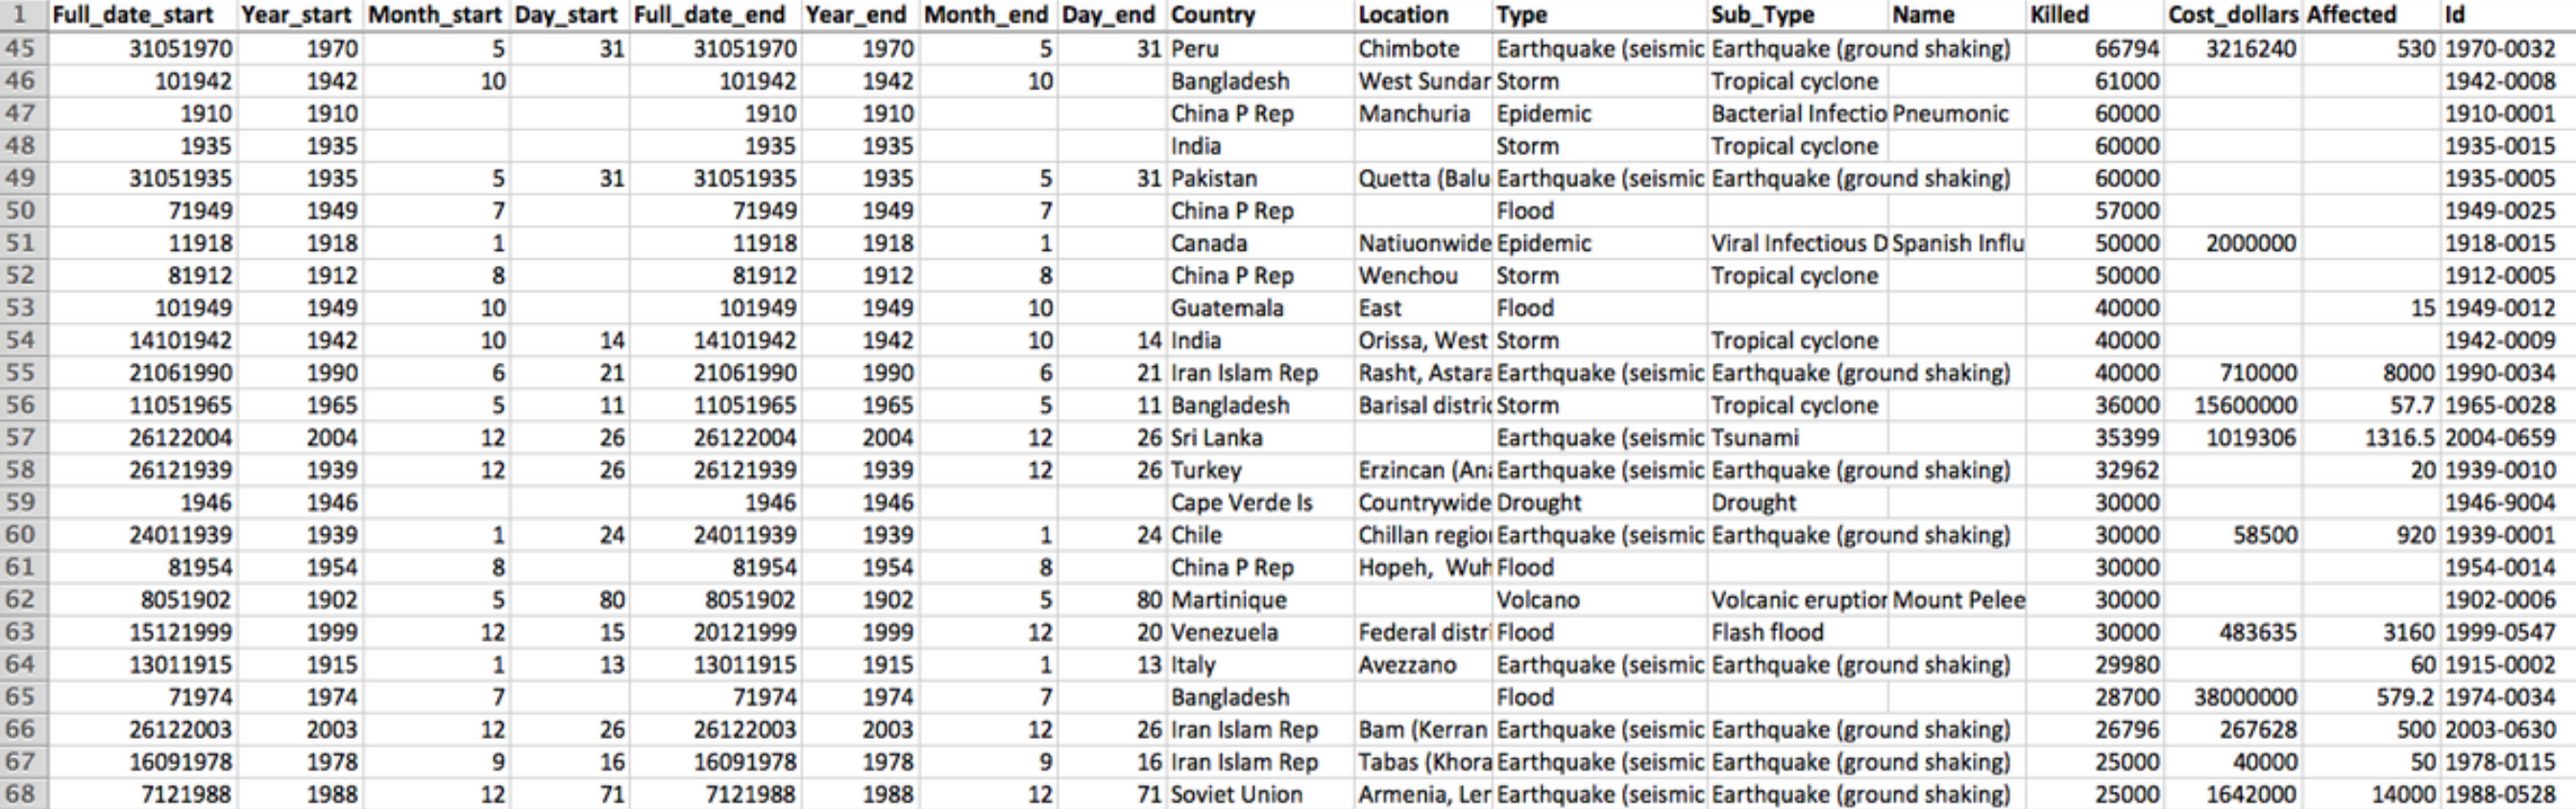 1 Full_date_start Year_start Month_start Day_start Full_date_end Year_end Month_end Day_end Country Location Type Sub_Type Name Killed Cost_dollars Affected Id
45 31051970 1970 5 31 31051970 1970 5 31 Peru Chimbote Earthquake (seismic Earthquake (ground shaking) 66794 3216240 530 1970-0032
46 101942 1942 10 101942 1942 10 Bangladesh West Sundar Storm Tropical cyclone 61000 1942-0008
47 1910 1910 1910 1910 China P Rep Manchuria Epidemic Bacterial Infectio Pneumonic 60000 1910-0001
48 1935 1935 1935 1935 India Storm Tropical cyclone 60000 1935-0015
49 31051935 1935 5 31 31051935 1935 5 31 Pakistan Quetta (Balu Earthquake (seismic Earthquake (ground shaking) 60000 1935-0005
50 71949 1949 7 71949 1949 7 China P Rep Flood 57000 1949-0025
51 11918 1918 1 11918 1918 1 Canada Natiuonwide Epidemic Viral Infectious D Spanish Influ 50000 2000000 1918-0015
52 81912 1912 8 81912 1912 8 China P Rep Wenchou Storm Tropical cyclone 50000 1912-0005
53 101949 1949 10 101949 1949 10 Guatemala East Flood 40000 15 1949-0012
54 14101942 1942 10 14 14101942 1942 10 14 India Orissa, West Storm Tropical cyclone 40000 1942-0009
55 21061990 1990 6 21 21061990 1990 6 21 Iran Islam Rep Rasht, Astara Earthquake (seismic Earthquake (ground shaking) 40000 710000 8000 1990-0034
56 11051965 1965 5 11 11051965 1965 5 11 Bangladesh Barisal distric Storm Tropical cyclone 36000 15600000 57.7 1965-0028
57 26122004 2004 12 26 26122004 2004 12 26 Sri Lanka Earthquake (seismic Tsunami 35399 1019306 1316.5 2004-0659
58 26121939 1939 12 26 26121939 1939 12 26 Turkey Erzincan (Ana Earthquake (seismic Earthquake (ground shaking) 32962 20 1939-0010
59 1946 1946 1946 1946 Cape Verde Is Countrywide Drought Drought 30000 1946-9004
60 24011939 1939 1 24 24011939 1939 1 24 Chile Chillan region Earthquake (seismic Earthquake (ground shaking) 30000 58500 920 1939-0001
61 81954 1954 8 81954 1954 8 China P Rep Hopeh, Wuh Flood 30000 1954-0014
62 8051902 1902 5 80 8051902 1902 5 80 Martinique Volcano Volcanic eruption Mount Pelee 30000 1902-0006
63 15121999 1999 12 15 20121999 1999 12 20 Venezuela Federal distri Flood Flash flood 30000 483635 3160 1999-0547
64 13011915 1915 1 13 13011915 1915 1 13 Italy Avezzano Earthquake (seismic Earthquake (ground shaking) 29980 60 1915-0002
65 71974 1974 7 71974 1974 7 Bangladesh Flood 28700 38000000 579.2 1974-0034
66 26122003 2003 12 26 26122003 2003 12 26 Iran Islam Rep Bam (Kerran Earthquake (seismic Earthquake (ground shaking) 26796 267628 500 2003-0630
67 16091978 1978 9 16 16091978 1978 9 16 Iran Islam Rep Tabas (Khora Earthquake (seismic Earthquake (ground shaking) 25000 40000 50 1978-0115
68 7121988 1988 12 71 7121988 1988 12 71 Soviet Union Armenia, Ler Earthquake (seismic Earthquake (ground shaking) 25000 1642000 14000 1988-0528